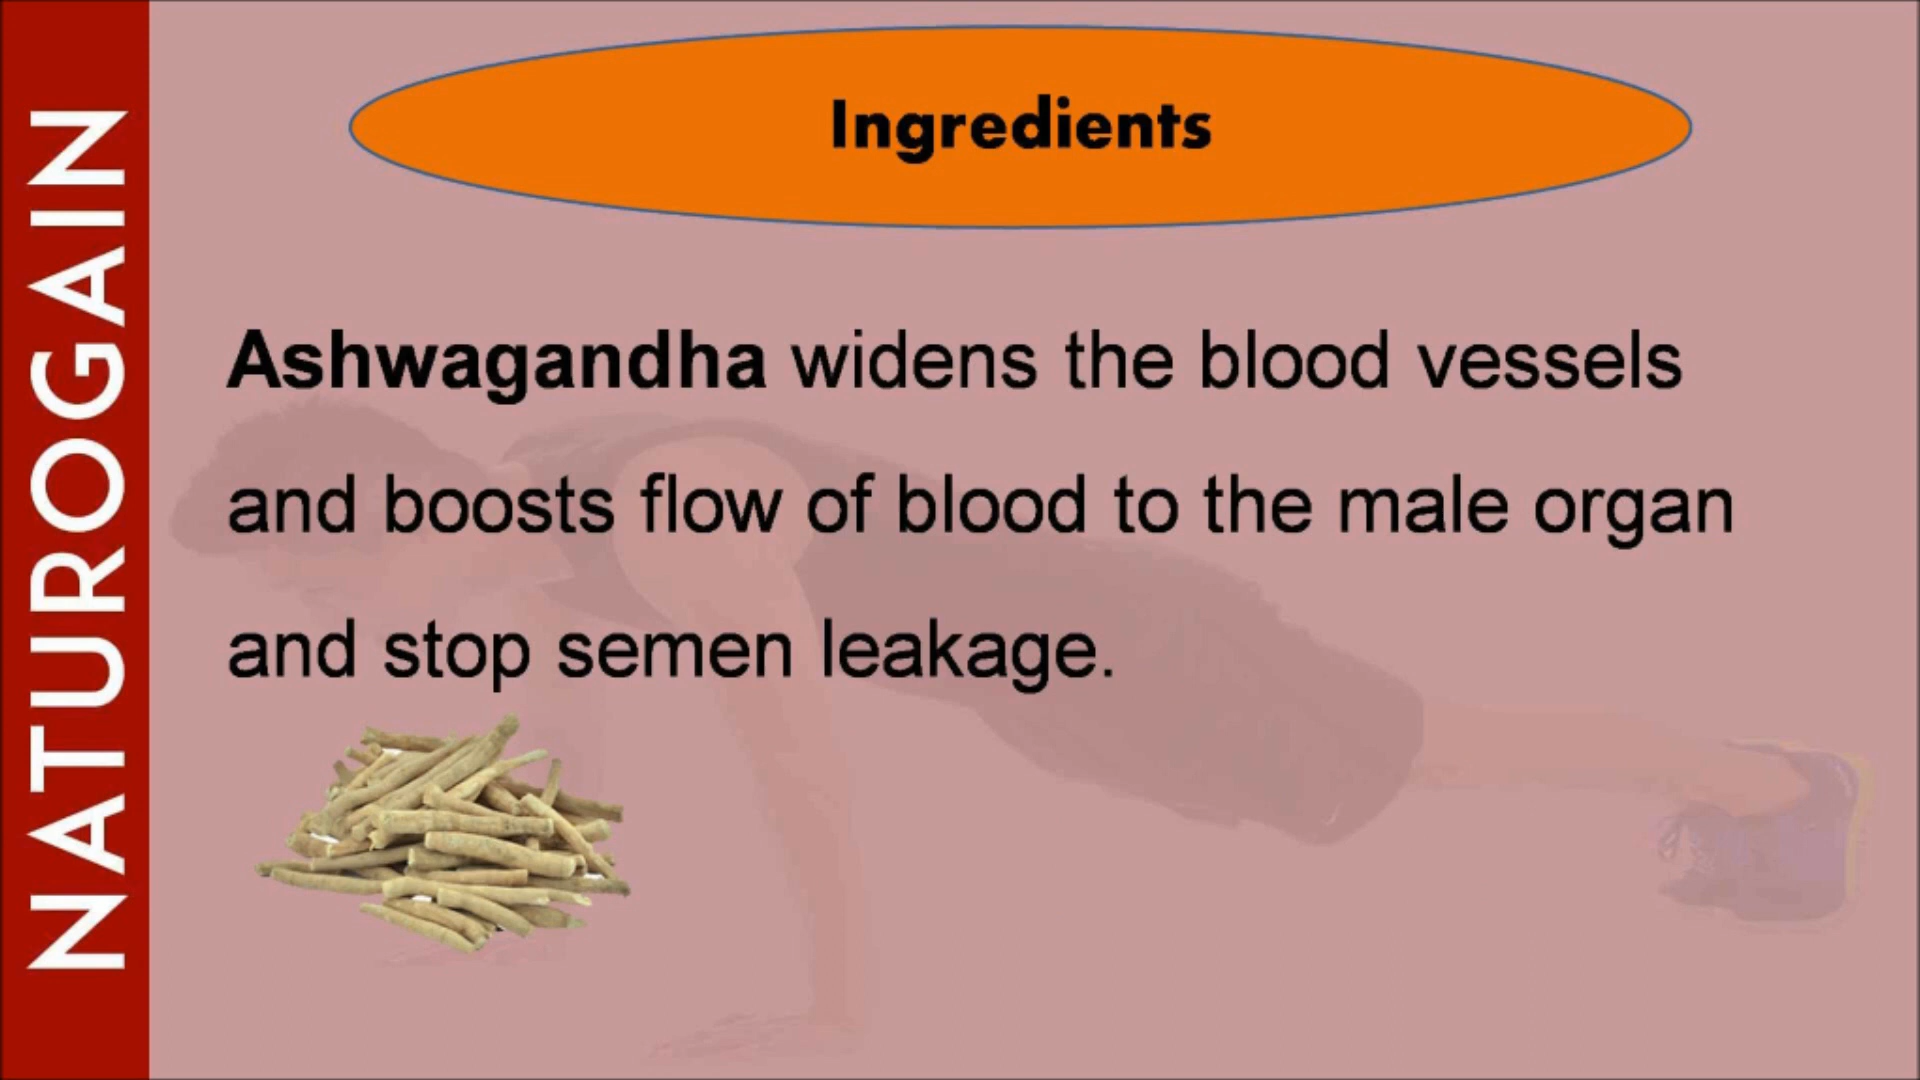 NATUROGAIN
Ingredients
Ashwagandha widens the blood vessels
and boosts flow of blood to the male organ
and stop semen leakage.